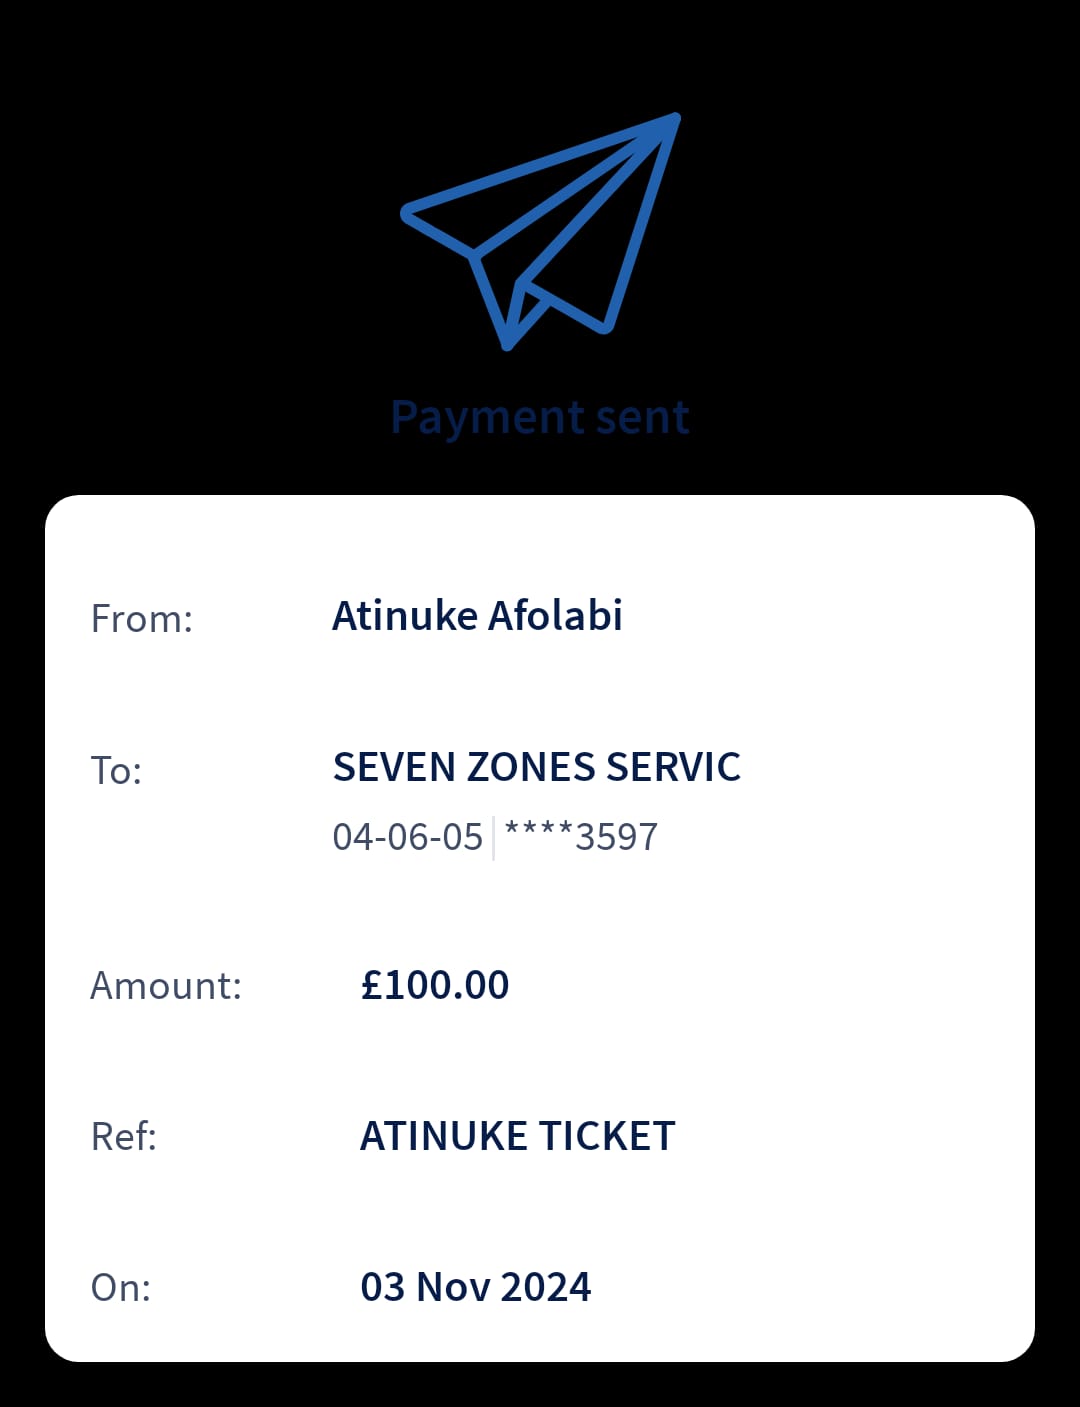 Payment sent
From: Atinuke Afolabi
To: SEVEN ZONES SERVIC
04-06-05 ****3597
Amount: £100.00
Ref: ATINUKE TICKET
On: 03 Nov 2024